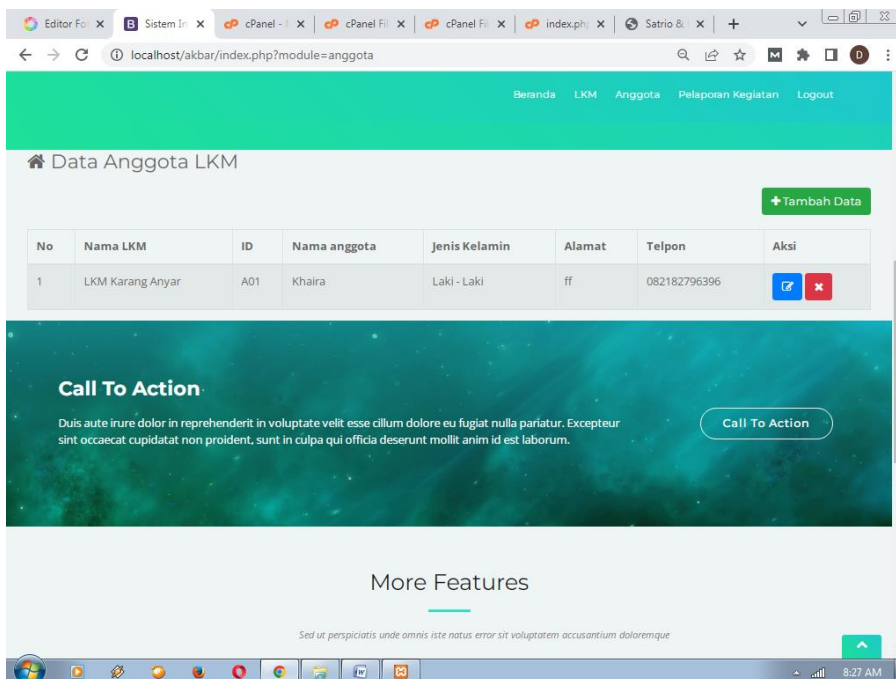 Editor Fo
Sistem In
cPanel -
cPanel Fil
cPanel Fil
index.ph
Satrio &
localhost/akbar/index.php?module=anggota
Beranda LKM Anggota Pelaporan Kegiatan Logout
Data Anggota LKM
Tambah Data
No Nama LKM ID Nama anggota Jenis Kelamin Alamat Telpon Aksi
1 LKM Karang Anyar A01 Khaira Laki - Laki ff 082182796396
Call To Action
Duis aute irure dolor in reprehenderit in voluptate velit esse cillum dolore eu fugiat nulla pariatur. Excepteur
sint occaecat cupidatat non proident, sunt in culpa qui officia deserunt mollit anim id est laborum.
Call To Action
More Features
Sed ut perspiciatis unde omnis iste natus error sit voluptatem accusantium doloremque
8:27 AM